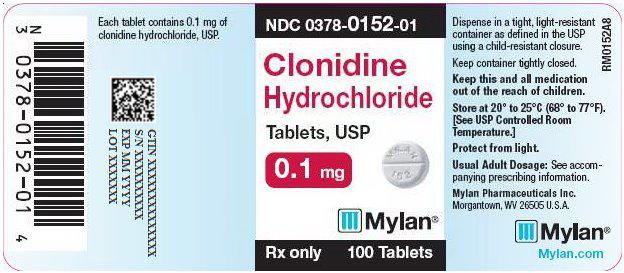 N
3
0378-0152-01
4
Each tablet contains 0.1 mg of
clonidine hydrochloride, USP.
GTIN XXXXXXXXXXXXXX
S/N XXXXXXXXXX
EXP MM YYYY
LOT XXXXXXX
NDC 0378-0152-01
Clonidine
Hydrochloride
Tablets, USP
0.1 mg
MYLAN
152
Mylan®
Rx only 100 Tablets
Dispense in a tight, light-resistant
container as defined in the USP
using a child-resistant closure.
Keep container tightly closed.
Keep this and all medication
out of the reach of children.
Store at 20° to 25°C (68° to 77°F).
[See USP Controlled Room
Temperature.]
Protect from light.
Usual Adult Dosage: See accom-
panying prescribing information.
Mylan Pharmaceuticals Inc.
Morgantown, WV 26505 U.S.A.
Mylan®
Mylan.com
RM0152A8